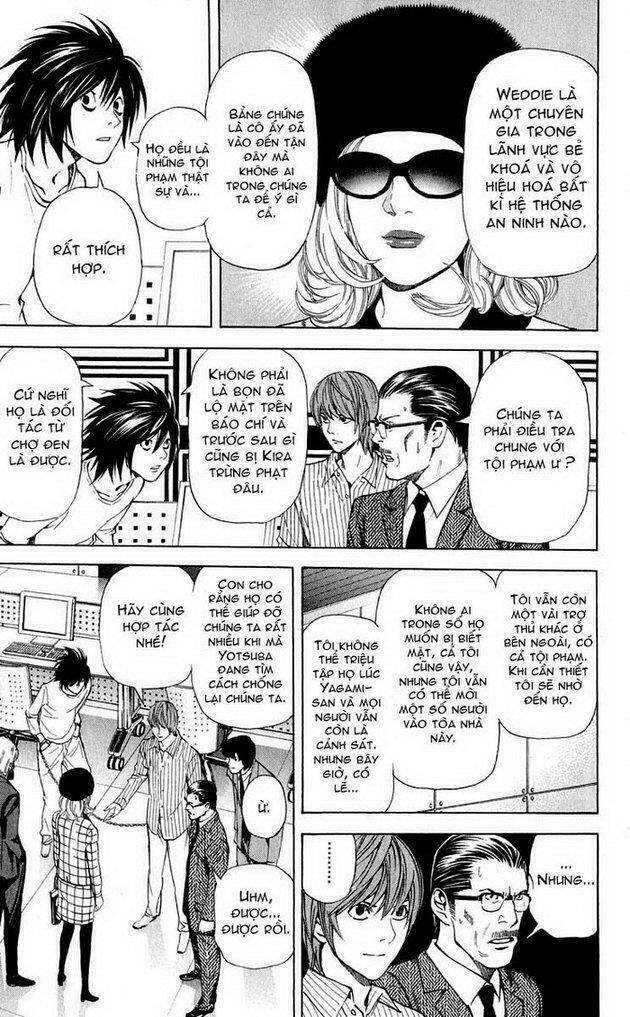 WEDDIE LÀ
MỘT CHUYÊN
GIA TRONG
LÃNH VỰC BẺ
KHOÁ VÀ VÔ
HIỆU HOÁ BẤT
KÌ HỆ THỐNG
AN NINH NÀO.
BẰNG CHỨNG
LÀ CÔ ẤY ĐÃ
VÀO ĐẾN TẬN
ĐÂY MÀ
KHÔNG AI
TRONG CHÚNG
TA ĐỂ Ý GÌ
CẢ.
HỌ ĐỀU LÀ
NHỮNG TỘI
PHẠM THẬT
SỰ VÀ...
RẤT THÍCH
HỢP.
CHÚNG TA
PHẢI ĐIỀU TRA
CHUNG VỚI
TỘI PHẠM Ư ?
KHÔNG PHẢI
LÀ BỌN ĐÃ
LỘ MẶT TRÊN
BÁO CHÍ VÀ
TRƯỚC SAU GÌ
CŨNG BỊ KIRA
TRỪNG PHẠT
ĐÂU.
CỨ NGHĨ
HỌ LÀ ĐỐI
TÁC TỪ
CHỢ ĐEN
LÀ ĐƯỢC.
TÔI VẪN CÒN
MỘT VÀI TRỢ
THỦ KHÁC Ở
BÊN NGOÀI, CÓ
CẢ TỘI PHẠM.
KHI CẦN THIẾT
TÔI SẼ NHỜ
ĐẾN HỌ.
KHÔNG AI
TRONG SỐ HỌ
MUỐN BỊ BIẾT
MẶT, CẢ TÔI
CŨNG VẬY,
NHƯNG TÔI VẪN
CÓ THỂ MỜI
MỘT SỐ NGƯỜI
VÀO TÒA NHÀ
NÀY.
TÔI KHÔNG
THỂ TRIỆU
TẬP HỌ LÚC
YAGAMI-
SAN VÀ MỌI
NGƯỜI VẪN
CÒN LÀ
CẢNH SÁT.
NHƯNG BÂY
GIỜ, CÓ
LẼ...
...
NHƯNG...
.........
CON CHO
RẰNG HỌ CÓ
THỂ GIÚP ĐỠ
CHÚNG TA RẤT
NHIỀU KHI MÀ
YOTSUBA
ĐANG TÌM
CÁCH CHỐNG
LẠI CHÚNG TA.
HÃY CÙNG
HỢP TÁC
NHÉ!
Ừ.
UHM,
ĐƯỢC...
ĐƯỢC RỒI.